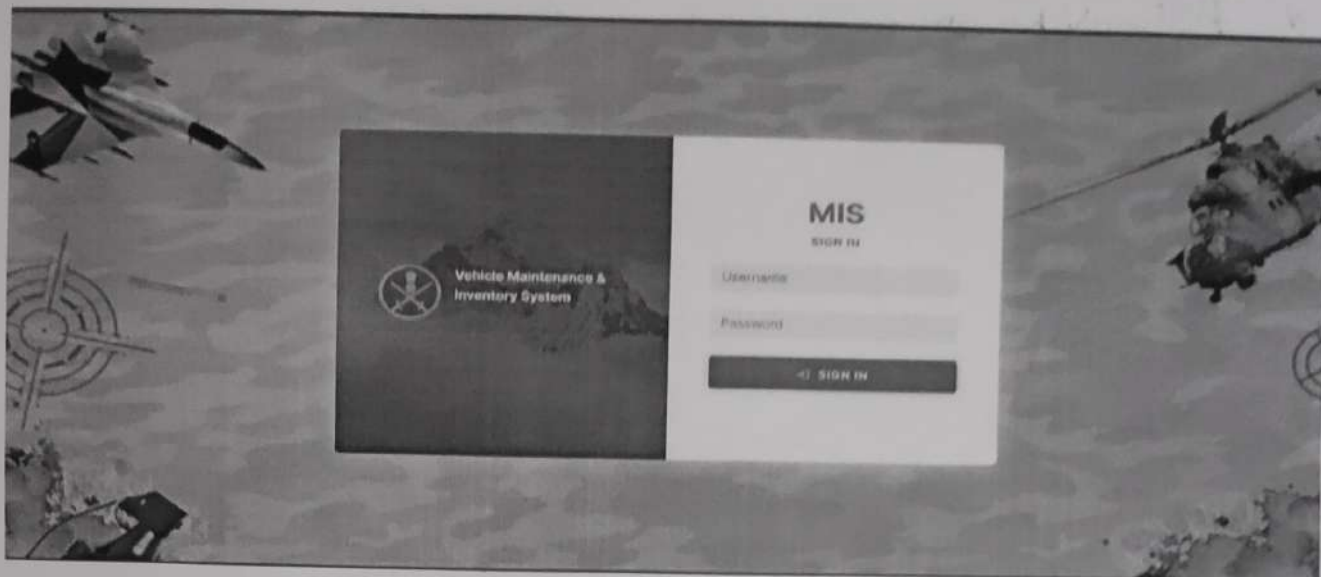 Vehicle Maintenance &
Inventory System
MIS
SIGN IN
Username
Password
SIGN IN